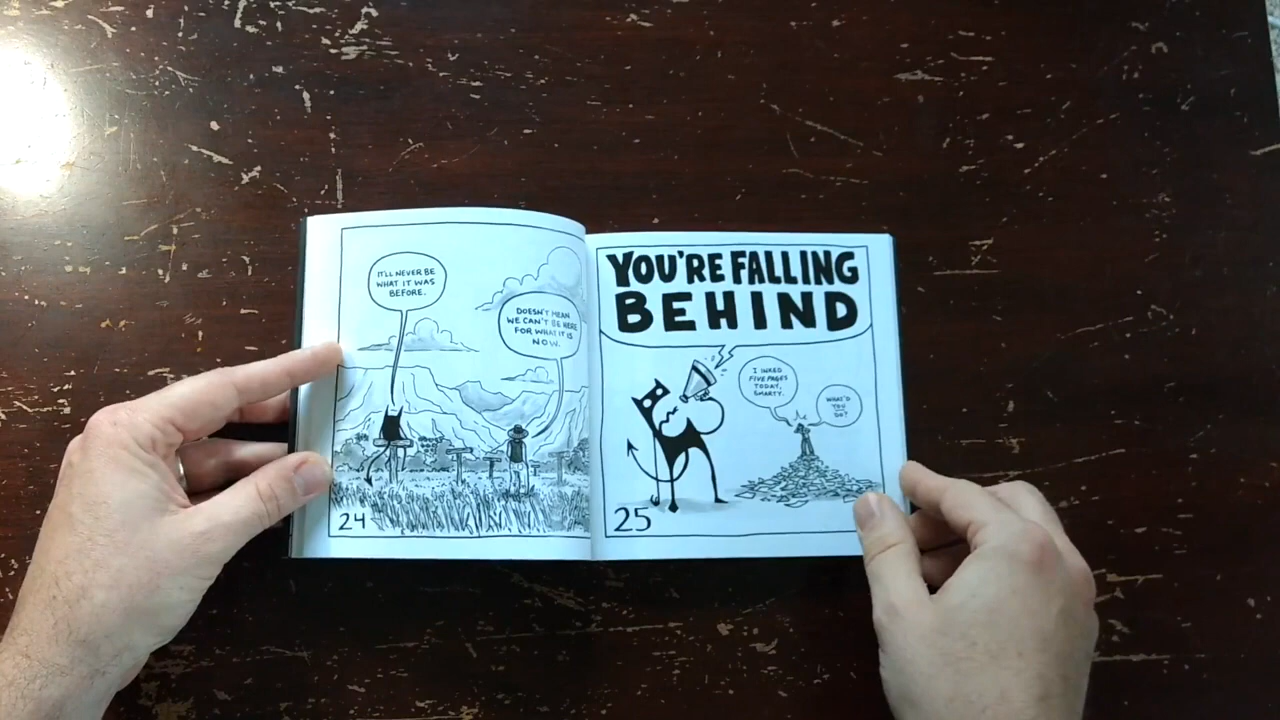 IT'LL NEVER BE
WHAT IT WAS
BEFORE.
DOESN'T MEAN
WE CAN'T BE HERE
FOR WHAT IT IS
NOW.
24
YOU'RE FALLING
BEHIND
I INKED
FIVE PAGES
TODAY,
SMARTY.
WHAT'D
YOU
DO?
25